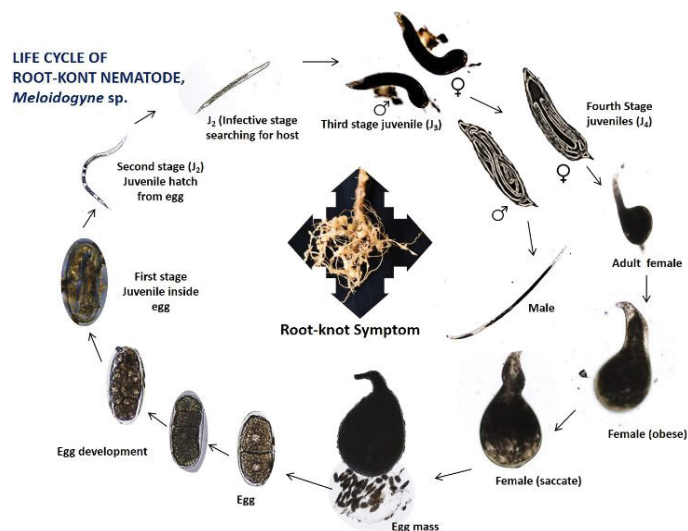 LIFE CYCLE OF
ROOT-KONT NEMATODE,
Meloidogyne sp.
J2 (Infective stage
searching for host
♂
♀
Third stage juvenile (J3)
Fourth Stage
juveniles (J4)
♀
♂
Second stage (J2)
Juvenile hatch
from egg
Adult female
First stage
Juvenile inside
egg
Male
Root-knot Symptom
Female (obese)
Egg development
Female (saccate)
Egg
Egg mass